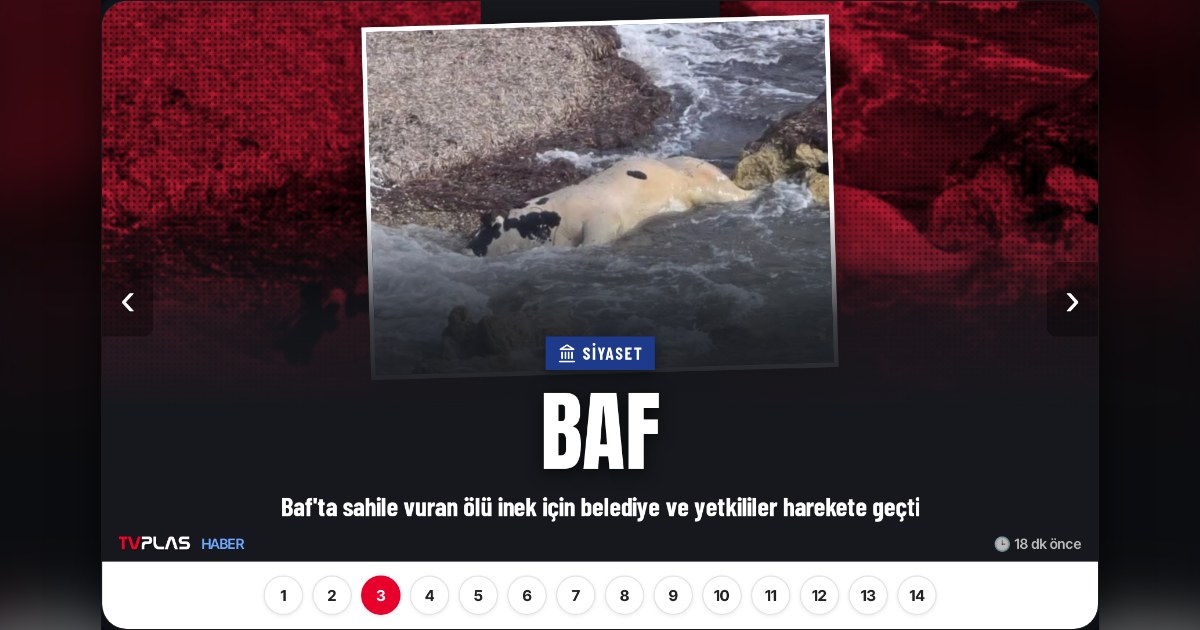 SİYASET
BAF
Baf'ta sahile vuran ölü inek için belediye ve yetkililer harekete geçti
TVPLAS HABER
18 dk önce
1 2 3 4 5 6 7 8 9 10 11 12 13 14